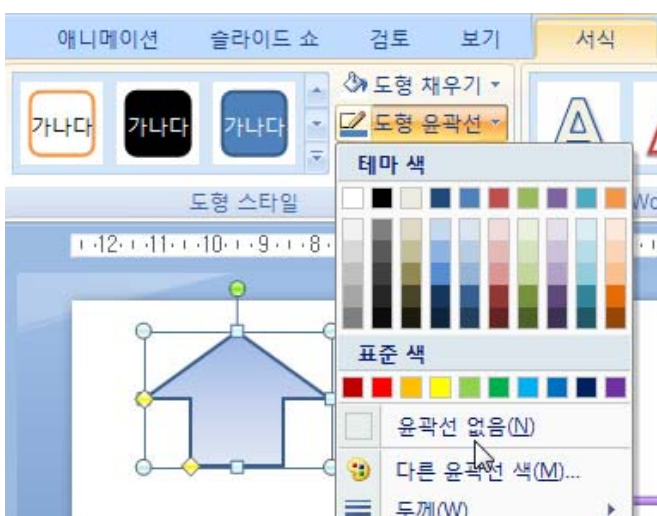 애니메이션 슬라이드 쇼 검토 보기 서식
도형 채우기
가나다 가나다 가나다 도형 윤곽선 A
테마 색
도형 스타일
12 11 10 9 8
표준 색
윤곽선 없음(N)
다른 윤곽선 색(M)...
두께(W)